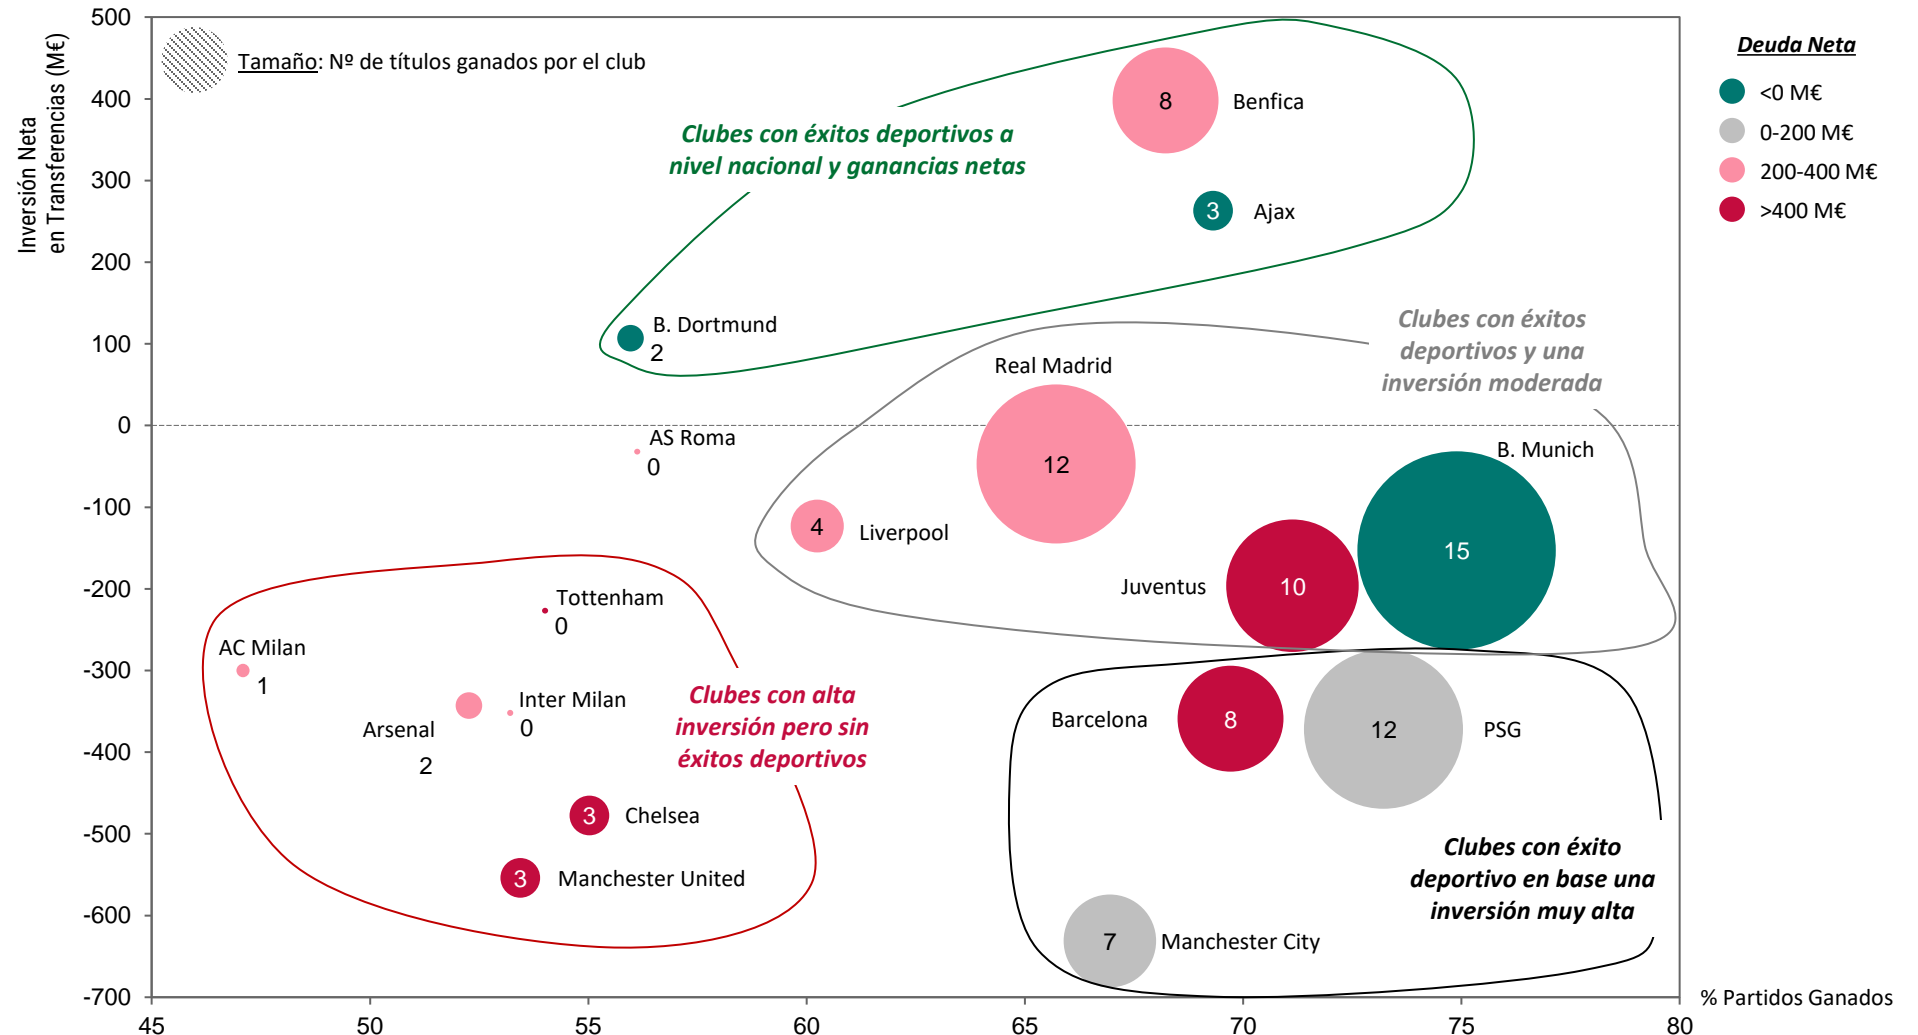 Inversión Neta
en Transferencias (M€)
500
400
300
200
100
0
-100
-200
-300
-400
-500
-600
-700
45
50
55
60
65
70
75
80
% Partidos Ganados
Tamaño: Nº de títulos ganados por el club
Deuda Neta
<0 M€
0-200 M€
200-400 M€
>400 M€
Clubes con éxitos deportivos a
nivel nacional y ganancias netas
8
Benfica
3
Ajax
B. Dortmund
2
Clubes con éxitos
deportivos y una
inversión moderada
Real Madrid
12
AS Roma
0
B. Munich
15
4
Liverpool
Juventus
10
Tottenham
0
AC Milan
1
Inter Milan
0
Arsenal
2
Clubes con alta
inversión pero sin
éxitos deportivos
3
Chelsea
3
Manchester United
Barcelona
8
12
PSG
Clubes con éxito
deportivo en base una
inversión muy alta
7
Manchester City